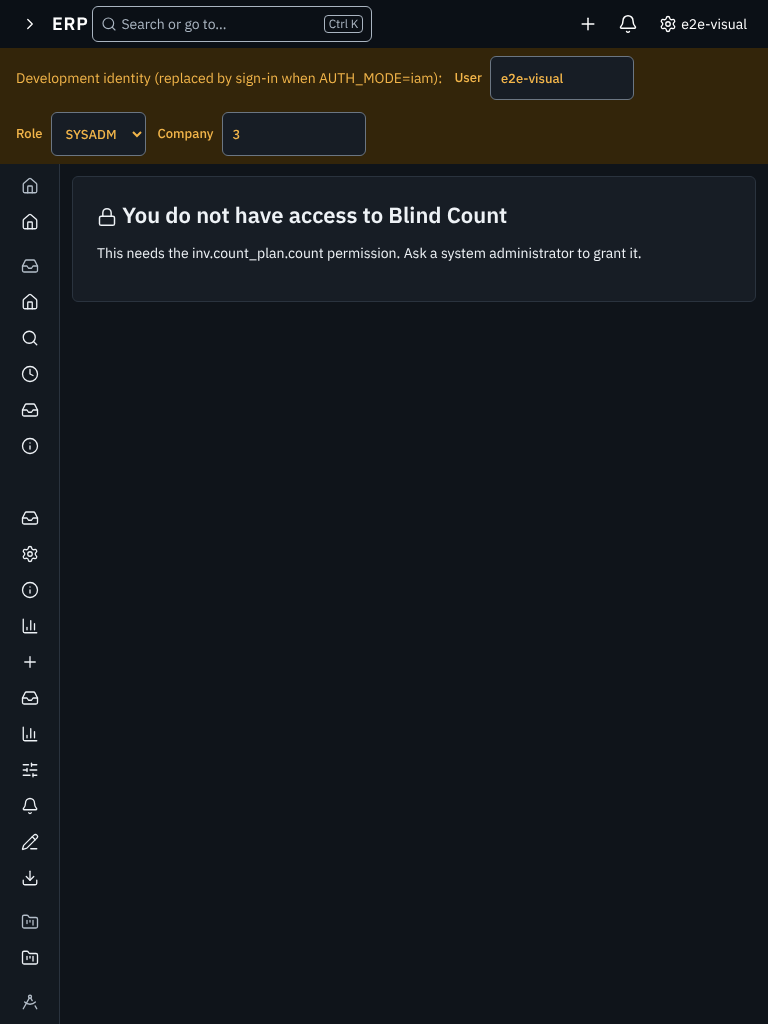 ERP Search or go to... Ctrl K e2e-visual
Development identity (replaced by sign-in when AUTH_MODE=iam): User e2e-visual
Role SYSADM Company 3
You do not have access to Blind Count
This needs the inv.count_plan.count permission. Ask a system administrator to grant it.